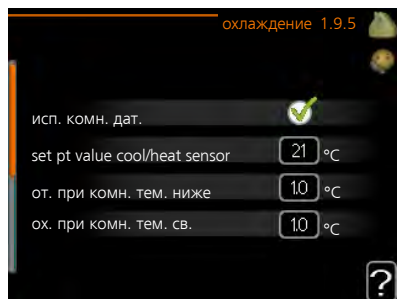 охлаждение 1.9.5
исп. комн. дат.
set pt value cool/heat sensor 21 °C
от. при комн. тем. ниже 1.0 °C
ох. при комн. тем. св. 1.0 °C
?